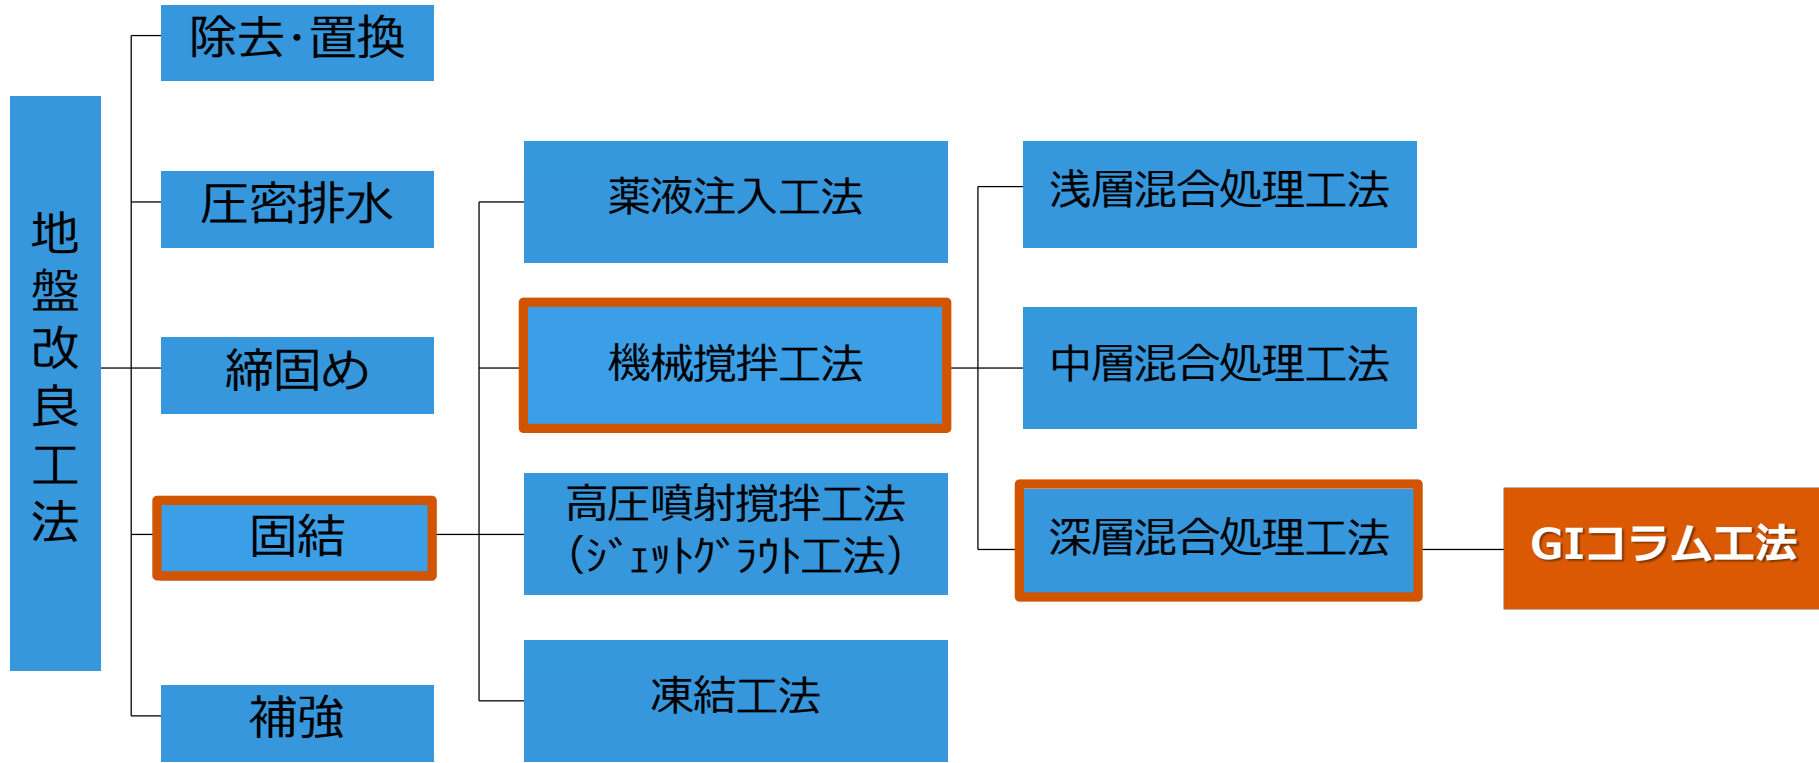 地盤改良工法
除去・置換
圧密排水
締固め
固結
補強
薬液注入工法
機械撹拌工法
高圧噴射撹拌工法
（ｼﾞｪｯﾄｸﾞﾗｳﾄ工法）
凍結工法
浅層混合処理工法
中層混合処理工法
深層混合処理工法
GIコラム工法